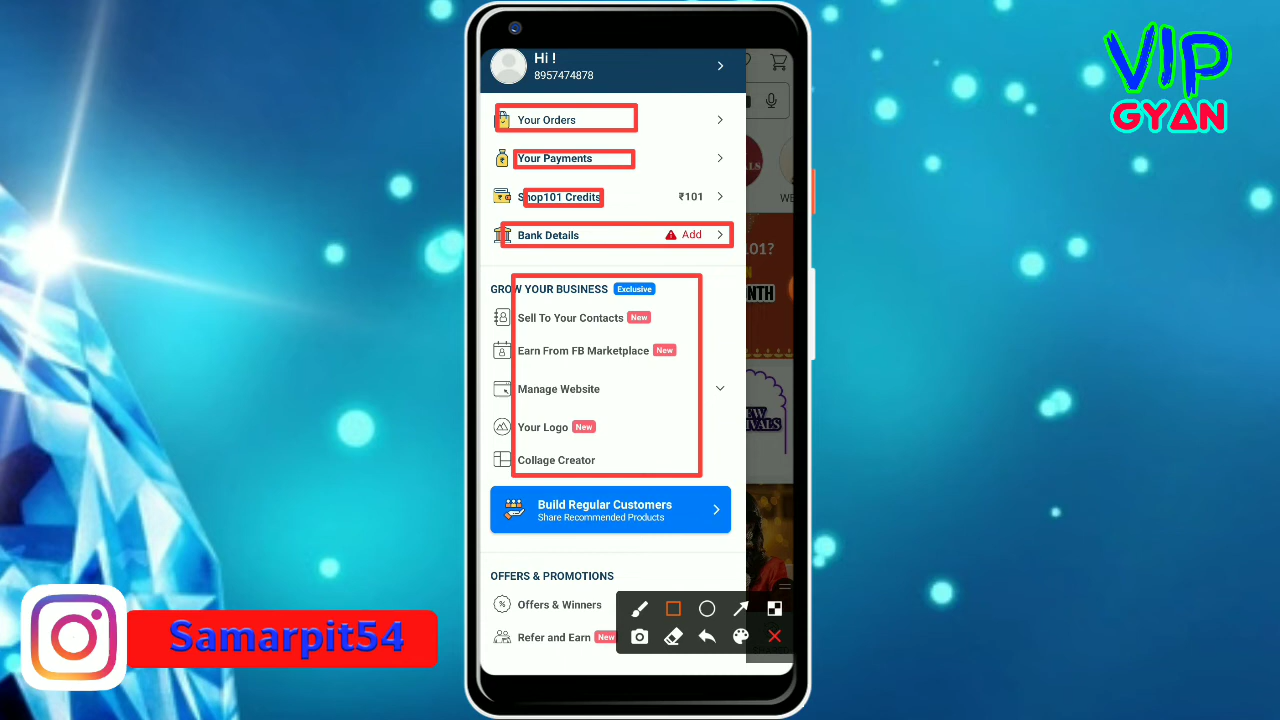 VIP
GYAN
Hi !
8957474878
Your Orders
Your Payments
Shop101 Credits ₹101
Bank Details Add
GROW YOUR BUSINESS Exclusive
Sell To Your Contacts New
Earn From FB Marketplace New
Manage Website
Your Logo New
Collage Creator
Build Regular Customers
Share Recommended Products
OFFERS & PROMOTIONS
Offers & Winners
Refer and Earn New
101?
NTH
Samarpit54